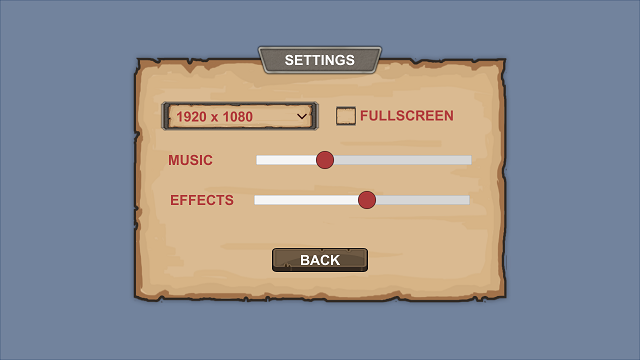 SETTINGS
1920 x 1080
FULLSCREEN
MUSIC
EFFECTS
BACK